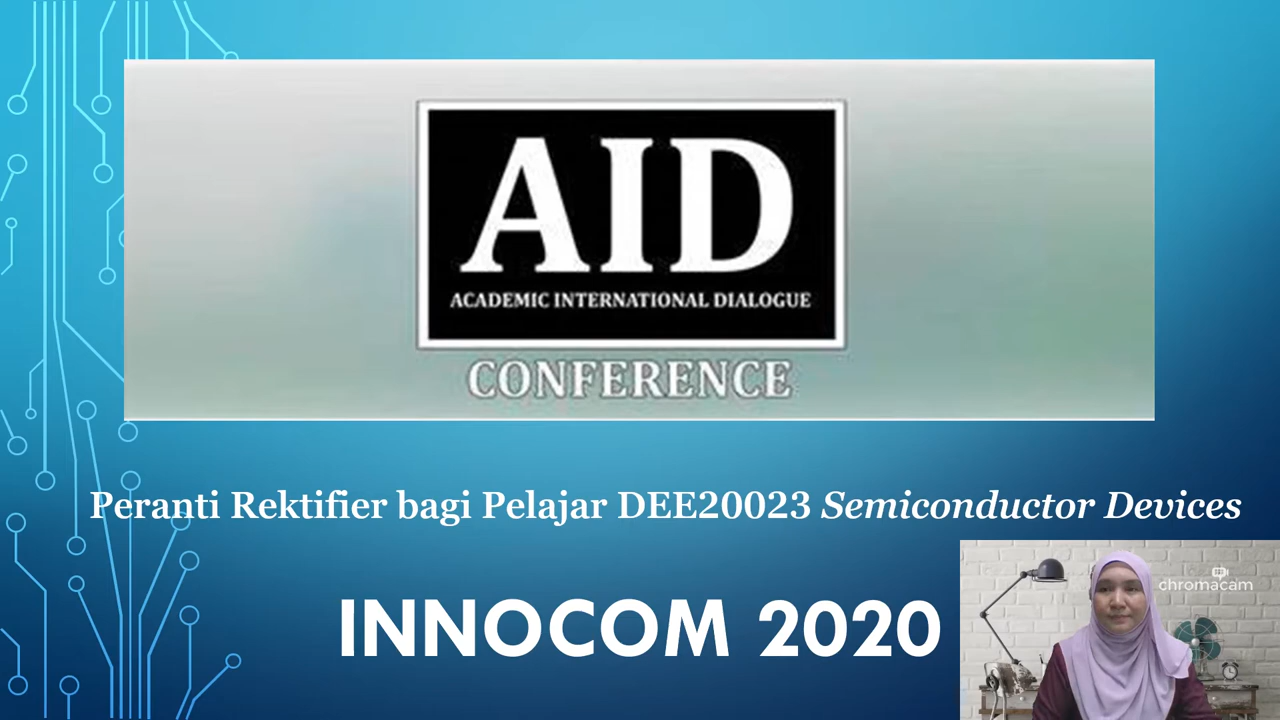 AID
ACADEMIC INTERNATIONAL DIALOGUE
CONFERENCE
Peranti Rektifier bagi Pelajar DEE20023 Semiconductor Devices
INNOCOM 2020
chromacam